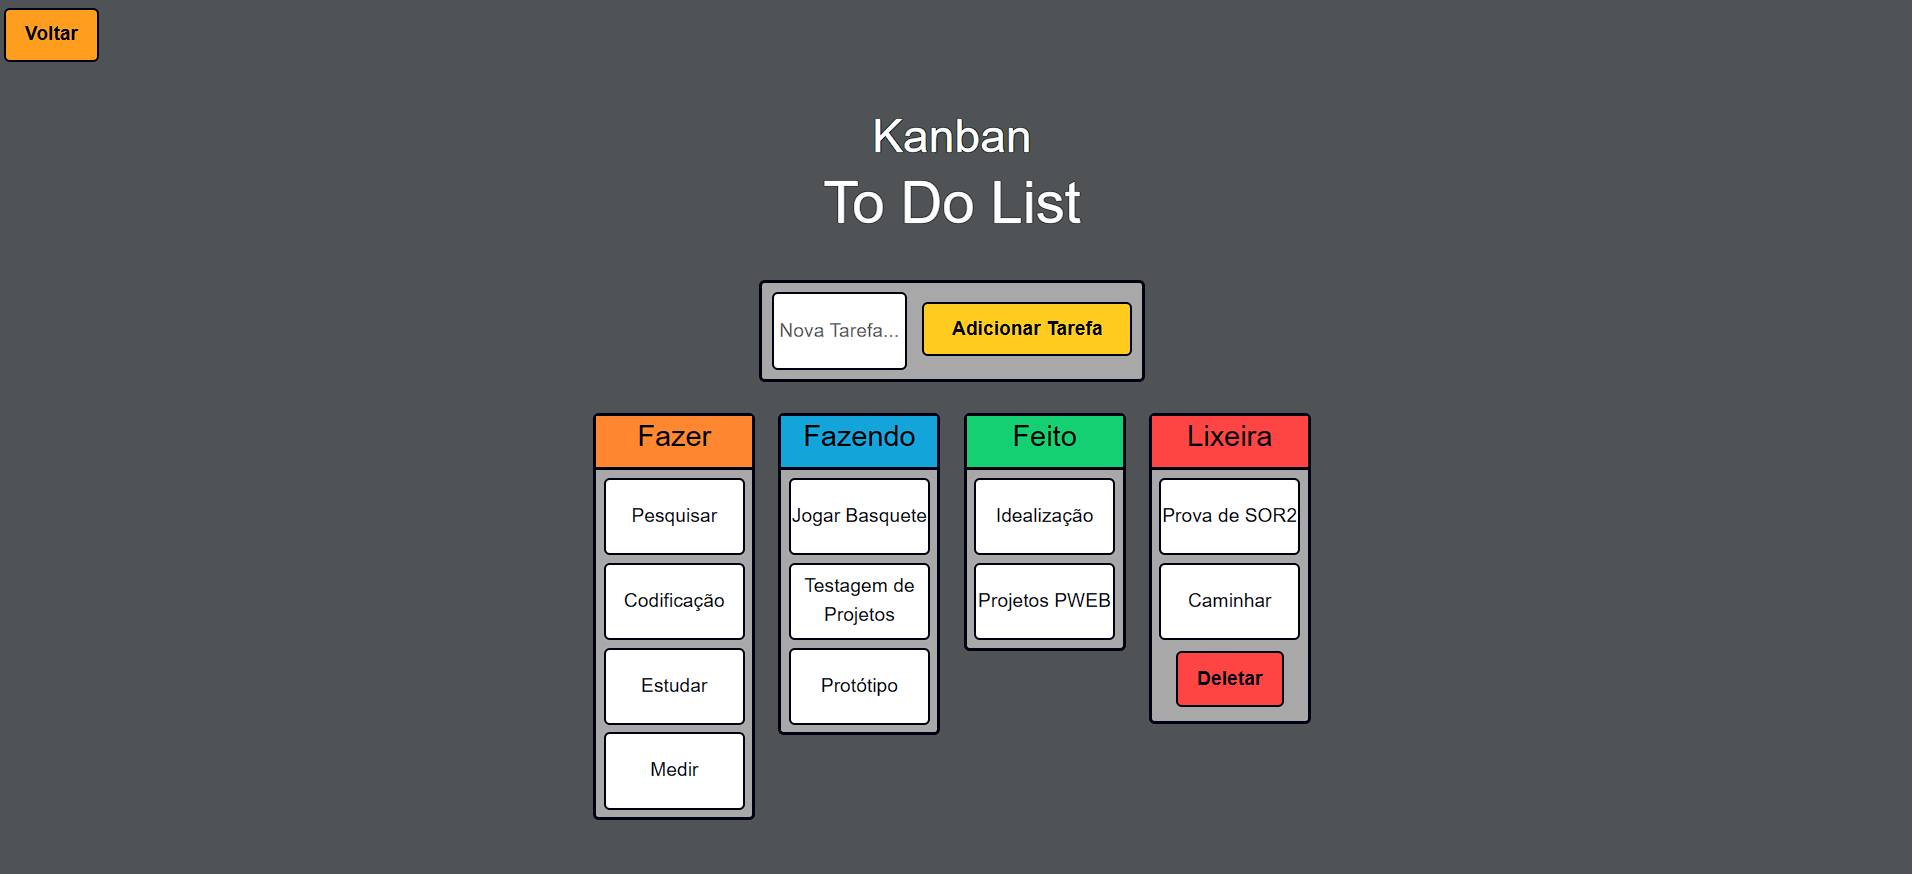 Voltar
Kanban
To Do List
Nova Tarefa...
Adicionar Tarefa
Fazer
Pesquisar
Codificação
Estudar
Medir
Fazendo
Jogar Basquete
Testagem de
Projetos
Protótipo
Feito
Idealização
Projetos PWEB
Lixeira
Prova de SOR2
Caminhar
Deletar